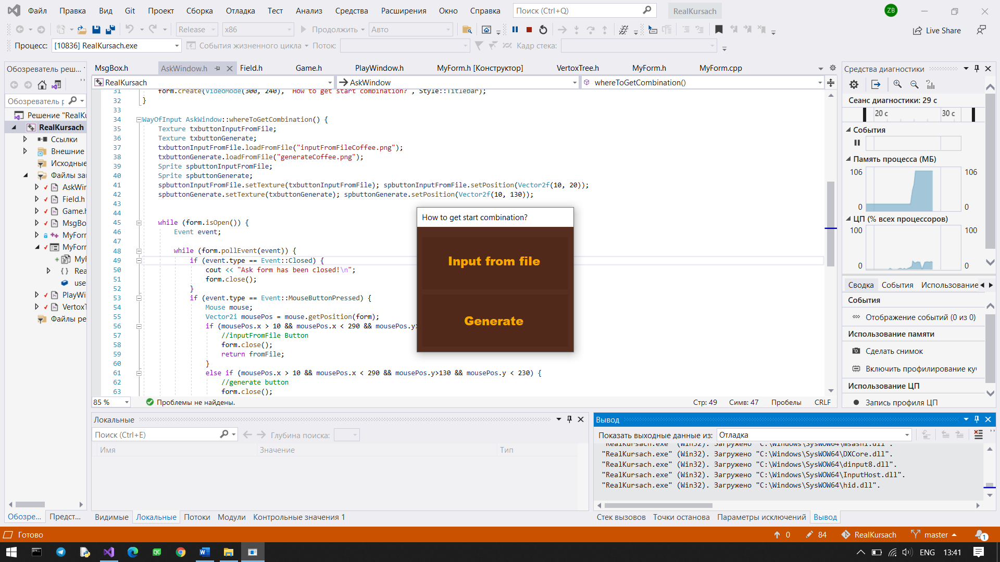 Файл Правка Вид Git Проект Сборка Отладка Тест Анализ Средства Расширения Окно Справка Поиск (Ctrl+Q) RealKursach ZB
Release x86 Продолжить Авто Live Share
Процесс: [10836] RealKursach.exe События жизненного цикла Поток: Кадр стека:
Обозреватель реш...
Обозреватель р
Решение "RealKu
RealKursach
Ссылки
Внешние
Исходные
Файлы за
AskWin
Field.h
Game.h
MsgBo
MyForm
MyForm
MyF
Rea
use
PlayWi
VertoxT
Файлы ре
Обозре... Предст...
MsgBox.h AskWindow.h Field.h Game.h PlayWindow.h MyForm.h [Конструктор] VertoxTree.h MyForm.h MyForm.cpp
RealKursach AskWindow whereToGetCombination()
31 form.create(VideoMode(300, 240), "How to get start combination?", Style::Titlebar);
32 }
33
34 WayOfInput AskWindow::whereToGetCombination() {
35 Texture txbuttonInputFromFile;
36 Texture txbuttonGenerate;
37 txbuttonInputFromFile.loadFromFile("inputFromFileCoffee.png");
38 txbuttonGenerate.loadFromFile("generateCoffee.png");
39 Sprite spbuttonInputFromFile;
40 Sprite spbuttonGenerate;
41 spbuttonInputFromFile.setTexture(txbuttonInputFromFile); spbuttonInputFromFile.setPosition(Vector2f(10, 20));
42 spbuttonGenerate.setTexture(txbuttonGenerate); spbuttonGenerate.setPosition(Vector2f(10, 130));
43
44
45 while (form.isOpen()) {
46 Event event;
47
48 while (form.pollEvent(event)) {
49 if (event.type == Event::Closed) {
50 cout << "Ask form has been closed!\n";
51 form.close();
52 }
53 if (event.type == Event::MouseButtonPressed) {
54 Mouse mouse;
55 Vector2i mousePos = mouse.getPosition(form);
56 if (mousePos.x > 10 && mousePos.x < 290 && mousePos.y>
57 //inputFromFile Button
58 form.close();
59 return fromFile;
60 }
61 else if (mousePos.x > 10 && mousePos.x < 290 && mousePos.y>130 && mousePos.y < 230) {
62 //generate button
63 form.close();
How to get start combination?
Input from file
Generate
85 % Проблемы не найдены. Стр: 49 Симв: 47 Пробелы CRLF
Средства диагностики
Сеанс диагностики: 29 с
20 с 30 с
События
Память процесса (МБ)
106 106
0 0
ЦП (% всех процессоров)
100 100
0 0
Сводка События Использование
События
Отображение событий (0 из 0)
Использование памяти
Сделать снимок
Включить профилирование куч
Использование ЦП
Запись профиля ЦП
Локальные
Поиск (Ctrl+E) Глубина поиска:
Имя Значение Тип
Видимые Локальные Потоки Модули Контрольные значения 1
Вывод
Показать выходные данные из: Отладка
"RealKursach.exe" (Win32). Загружено "C:\Windows\SysWOW64\msasn1.dll".
"RealKursach.exe" (Win32). Загружено "C:\Windows\SysWOW64\DXCore.dll".
"RealKursach.exe" (Win32). Загружено "C:\Windows\SysWOW64\dinput8.dll".
"RealKursach.exe" (Win32). Загружено "C:\Windows\SysWOW64\InputHost.dll".
"RealKursach.exe" (Win32). Загружено "C:\Windows\SysWOW64\hid.dll".
Стек вызовов Точки останова Параметры исключений Вывод
Готово 0 84 RealKursach master 1
QC ENG 13:41